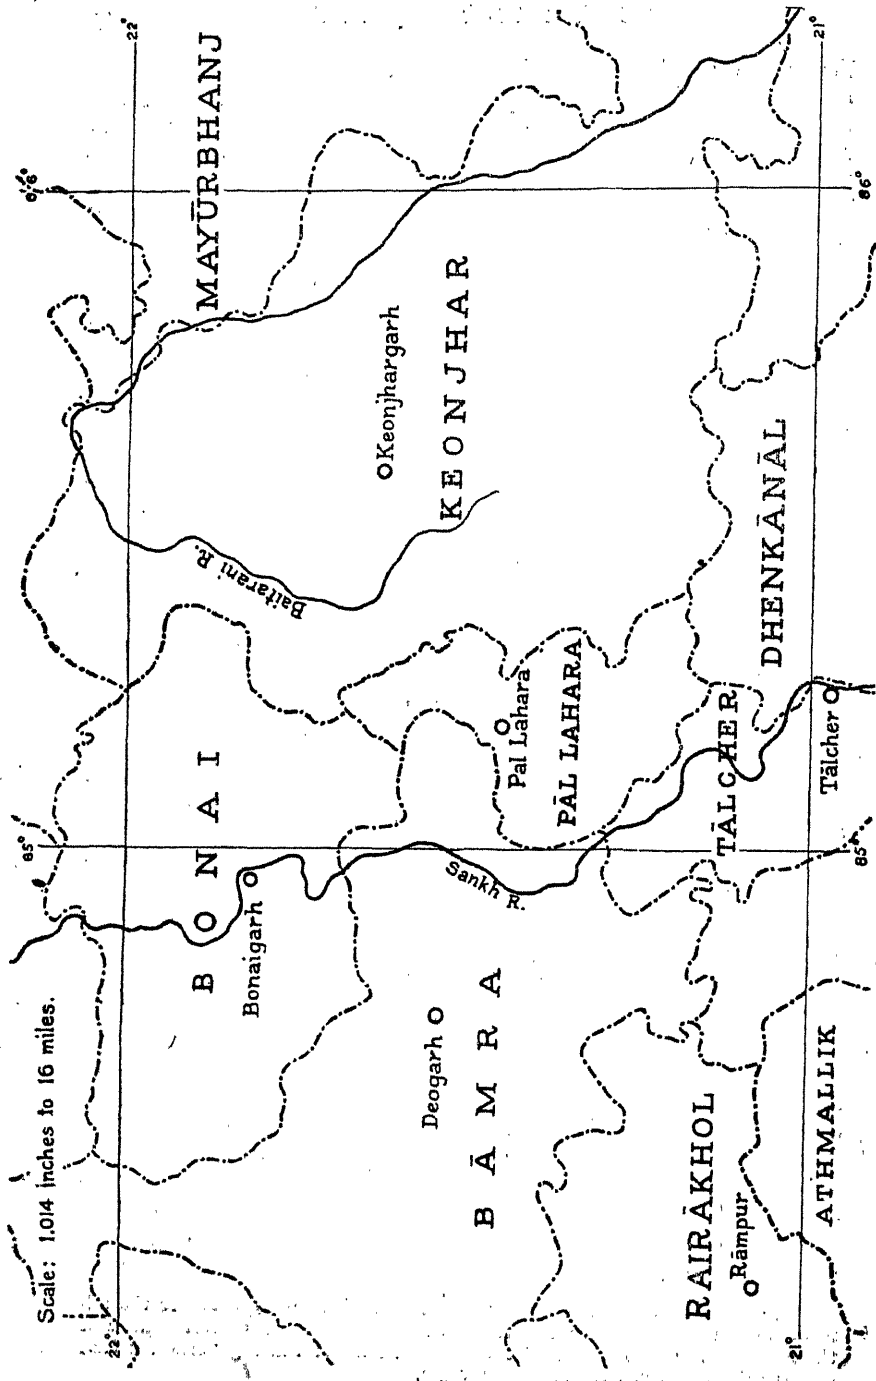 Scale: 1.014 inches to 16 miles.
22°
85°
86°
22°
BONAI
Bonaigarh
MAYŪRBHANJ
Baitarani R.
Keonjhargarh
KEONJHAR
Deogarh
Sankh R.
BĀMRA
Pal Lahara
PĀL LAHARA
RAIRĀKHOL
Rāmpur
TĀLCHER
DHENKĀNĀL
Tālcher
ATHMALLIK
21°
85°
86°
21°